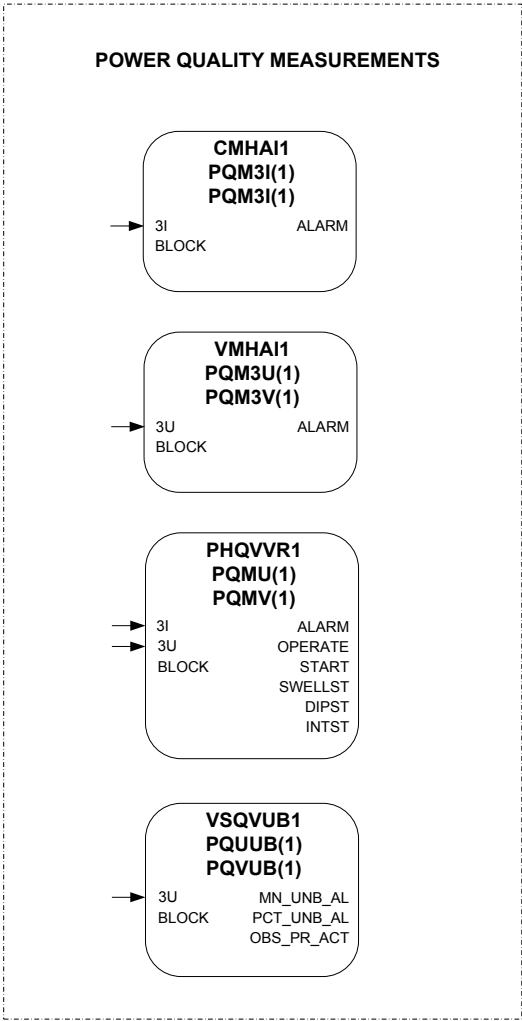 POWER QUALITY MEASUREMENTS
CMHAI1
PQM3I(1)
PQM3I(1)
3I ALARM
BLOCK
VMHAI1
PQM3U(1)
PQM3V(1)
3U ALARM
BLOCK
PHQVVR1
PQMU(1)
PQMV(1)
3I ALARM
3U OPERATE
BLOCK START
SWELLST
DIPST
INTST
VSQVUB1
PQUUB(1)
PQVUB(1)
3U MN_UNB_AL
BLOCK PCT_UNB_AL
OBS_PR_ACT